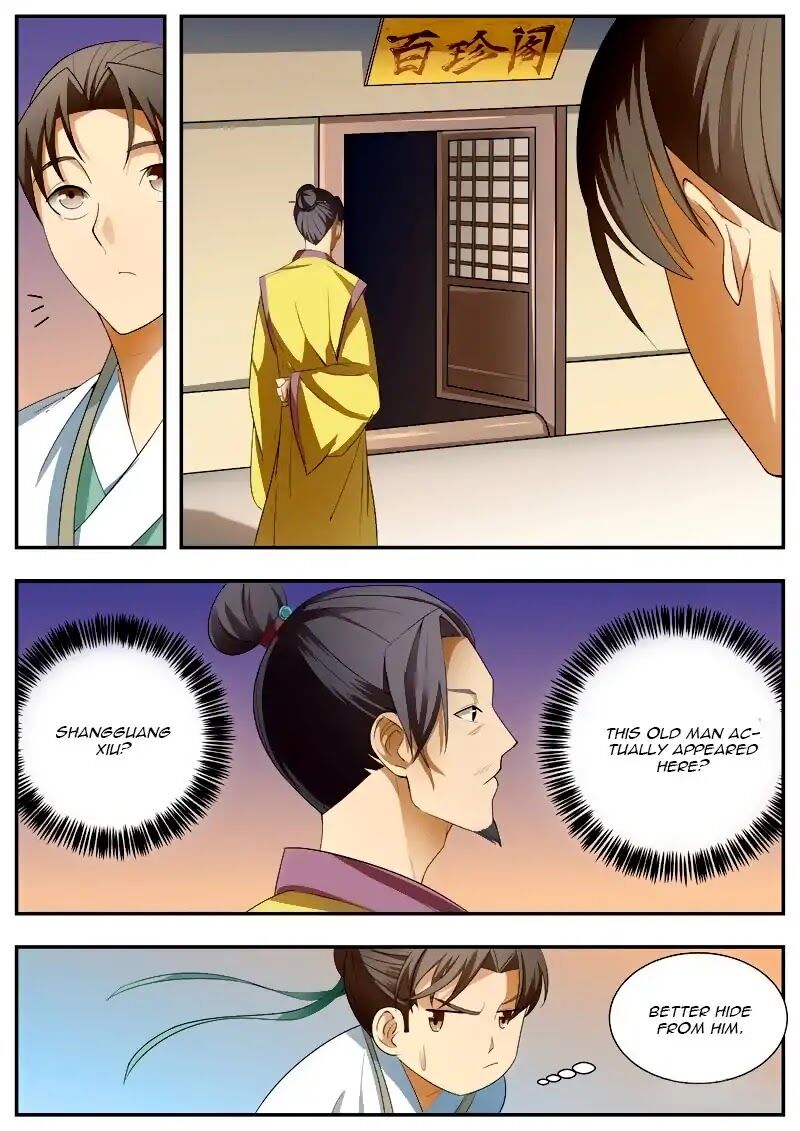 百珍阁
SHANGGUANG
XIU?
THIS OLD MAN AC-
TUALLY APPEARED
HERE?
BETTER HIDE
FROM HIM.